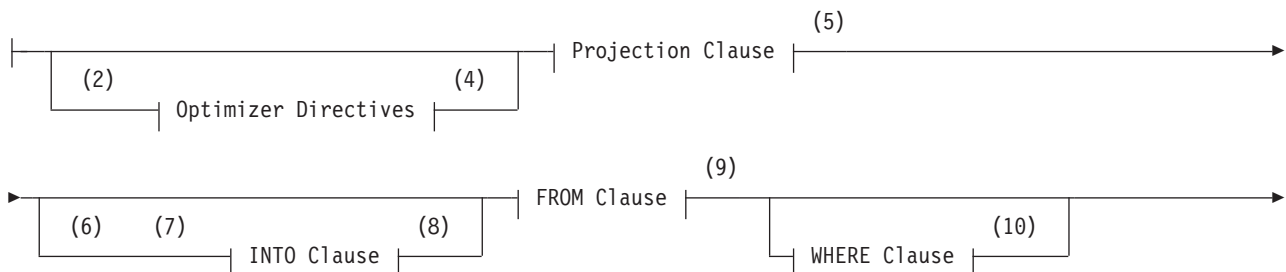 (5)
Projection Clause
(2) (4)
Optimizer Directives
(9)
FROM Clause
(6) (7) (8) (10)
INTO Clause WHERE Clause